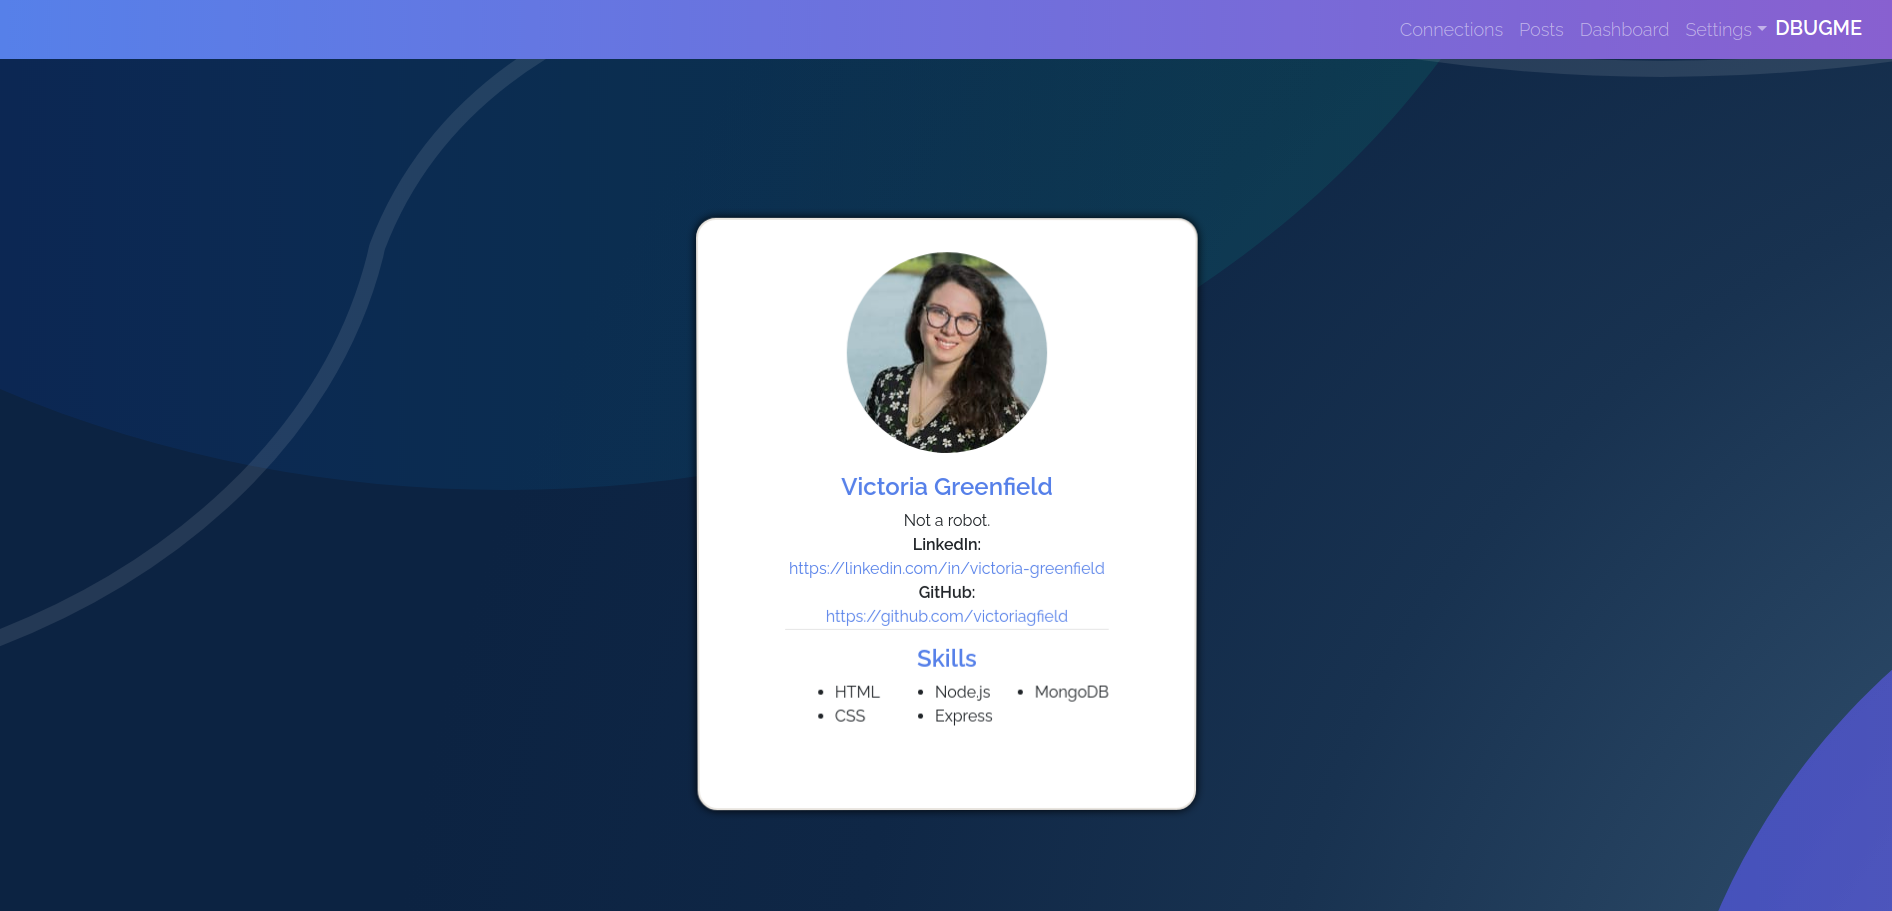 Connections Posts Dashboard Settings DBUGME
Victoria Greenfield
Not a robot.
LinkedIn:
https://linkedin.com/in/victoria-greenfield
GitHub:
https://github.com/victoriagfield
Skills
HTML Node.js MongoDB
CSS Express